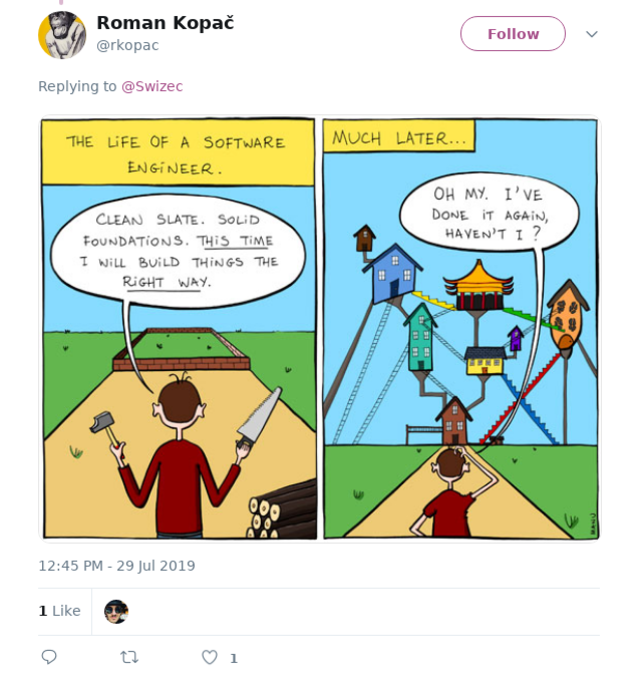 Roman Kopač
@rkopac
Follow
Replying to @Swizec
THE LIFE OF A SOFTWARE
ENGINEER.
CLEAN SLATE. SOLID
FOUNDATIONS. THIS TIME
I WILL BUILD THINGS THE
RIGHT WAY.
MUCH LATER...
OH MY. I'VE
DONE IT AGAIN,
HAVEN'T I ?
12:45 PM - 29 Jul 2019
1 Like
1